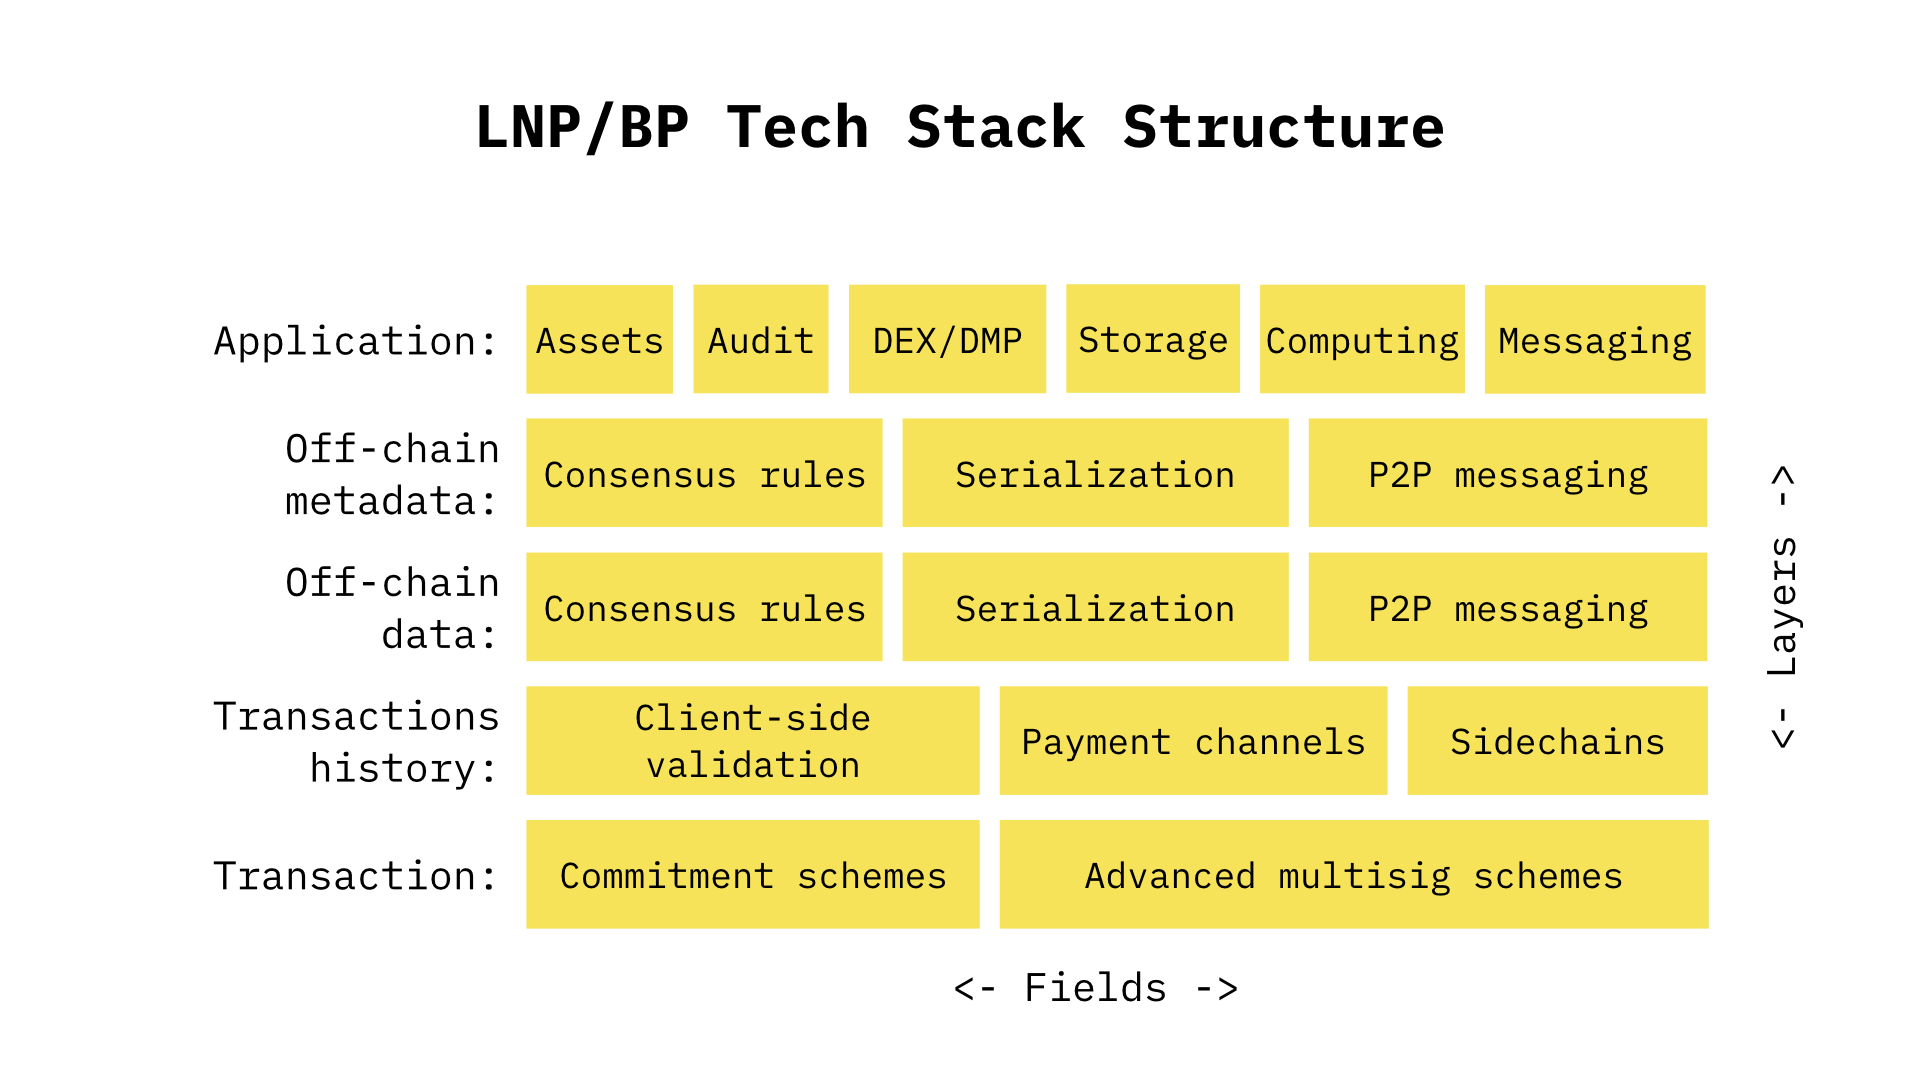 LNP/BP Tech Stack Structure
Application:
Assets
Audit
DEX/DMP
Storage
Computing
Messaging
Off-chain
metadata:
Consensus rules
Serialization
P2P messaging
Off-chain
data:
Consensus rules
Serialization
P2P messaging
Transactions
history:
Client-side
validation
Payment channels
Sidechains
Transaction:
Commitment schemes
Advanced multisig schemes
<- Layers ->
<- Fields ->